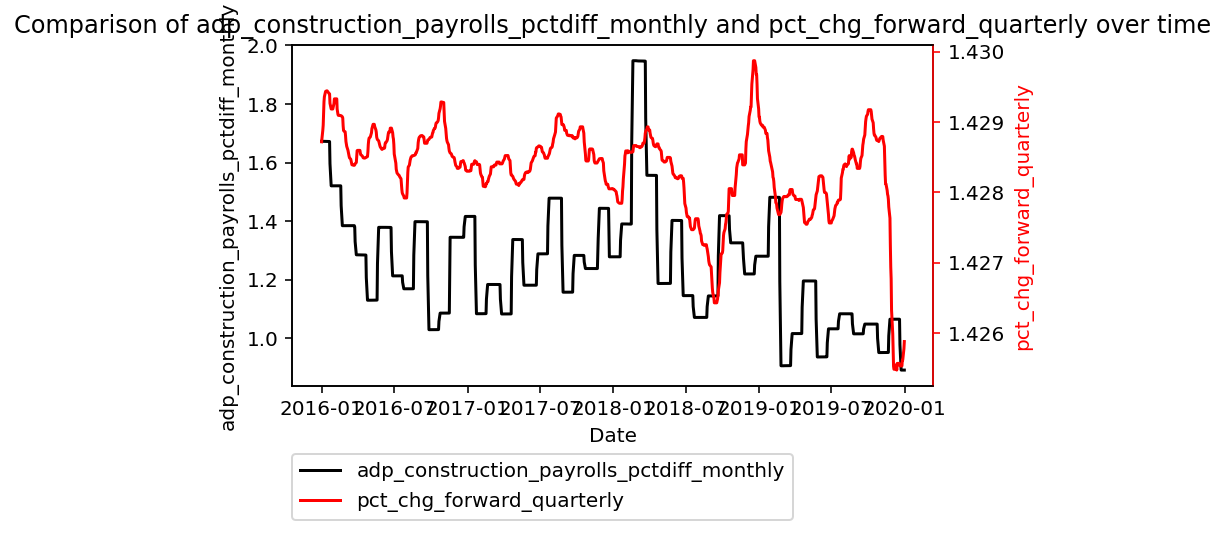 Comparison of adp_construction_payrolls_pctdiff_monthly and pct_chg_forward_quarterly over time
adp_construction_payrolls_pctdiff_monthly
2.0
1.8
1.6
1.4
1.2
1.0
1.430
1.429
1.428
1.427
1.426
pct_chg_forward_quarterly
2016-01 2016-07 2017-01 2017-07 2018-01 2018-07 2019-01 2019-07 2020-01
Date
adp_construction_payrolls_pctdiff_monthly
pct_chg_forward_quarterly